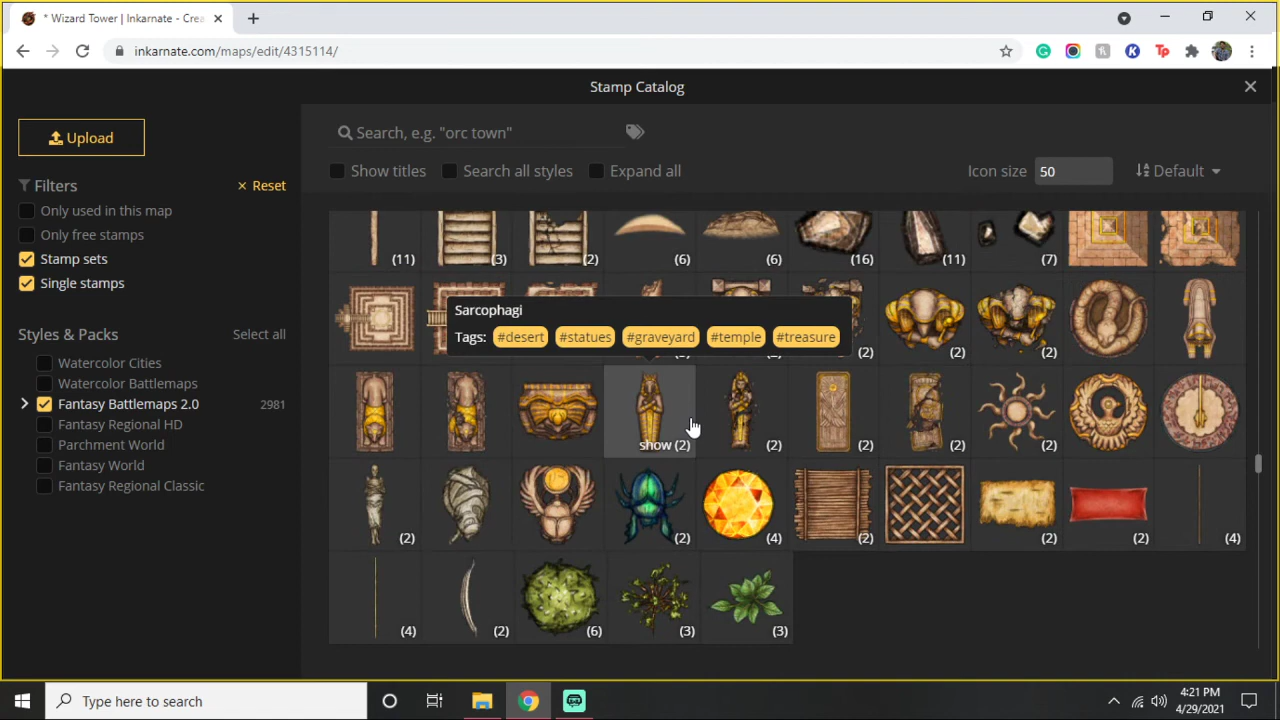 * Wizard Tower | Inkarnate - Crea
inkarnate.com/maps/edit/4315114/
Stamp Catalog
Upload
Search, e.g. "orc town"
Show titles
Search all styles
Expand all
Icon size
50
Default
Filters
Reset
Only used in this map
Only free stamps
Stamp sets
Single stamps
Styles & Packs
Select all
Watercolor Cities
Watercolor Battlemaps
Fantasy Battlemaps 2.0
2981
Fantasy Regional HD
Parchment World
Fantasy World
Fantasy Regional Classic
(11) (3) (2) (6) (6) (16) (11) (7)
Sarcophagi
Tags: #desert #statues #graveyard #temple #treasure
(2) (2) (2)
show (2) (2) (2) (2)
(2) (2) (4) (2) (2) (2) (4)
(4) (2) (6) (3) (3)
Type here to search
4:21 PM
4/29/2021